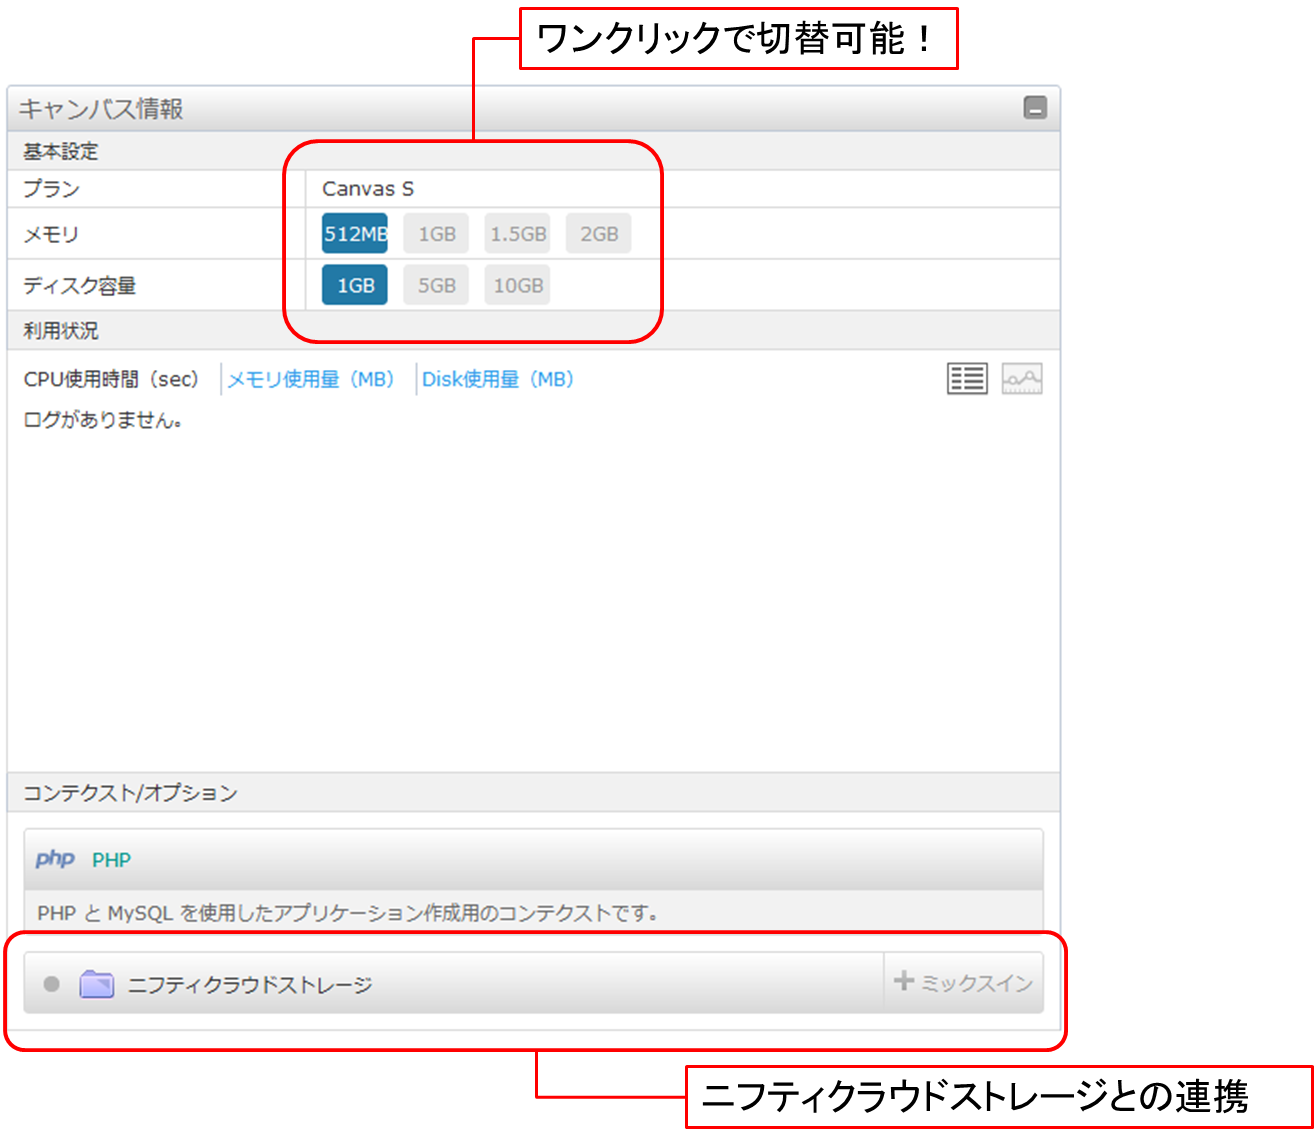 ワンクリックで切替可能！
キャンバス情報
基本設定
プラン Canvas S
メモリ 512MB 1GB 1.5GB 2GB
ディスク容量 1GB 5GB 10GB
利用状況
CPU使用時間（sec） メモリ使用量（MB） Disk使用量（MB）
ログがありません。
コンテクスト/オプション
php PHP
PHP と MySQL を使用したアプリケーション作成用のコンテクストです。
ニフティクラウドストレージ ミックスイン
ニフティクラウドストレージとの連携